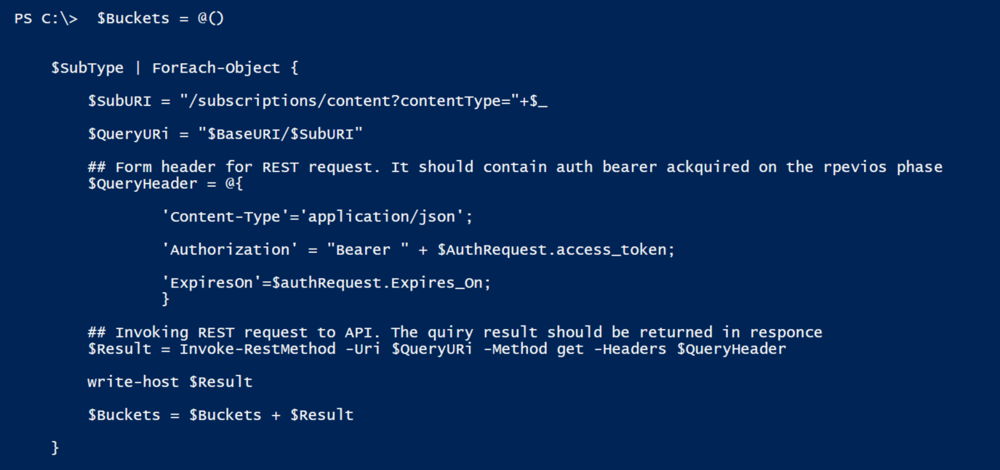 PS C:\>  $Buckets = @()
$SubType | ForEach-Object {
$SubURI = "/subscriptions/content?contentType="+$_
$QueryURi = "$BaseURI/$SubURI"
## Form header for REST request. It should contain auth bearer ackquired on the rpevios phase
$QueryHeader = @{
'Content-Type'='application/json';
'Authorization' = "Bearer " + $AuthRequest.access_token;
'ExpiresOn'=$authRequest.Expires_On;
}
## Invoking REST request to API. The quiry result should be returned in responce
$Result = Invoke-RestMethod -Uri $QueryURi -Method get -Headers $QueryHeader
write-host $Result
$Buckets = $Buckets + $Result
}